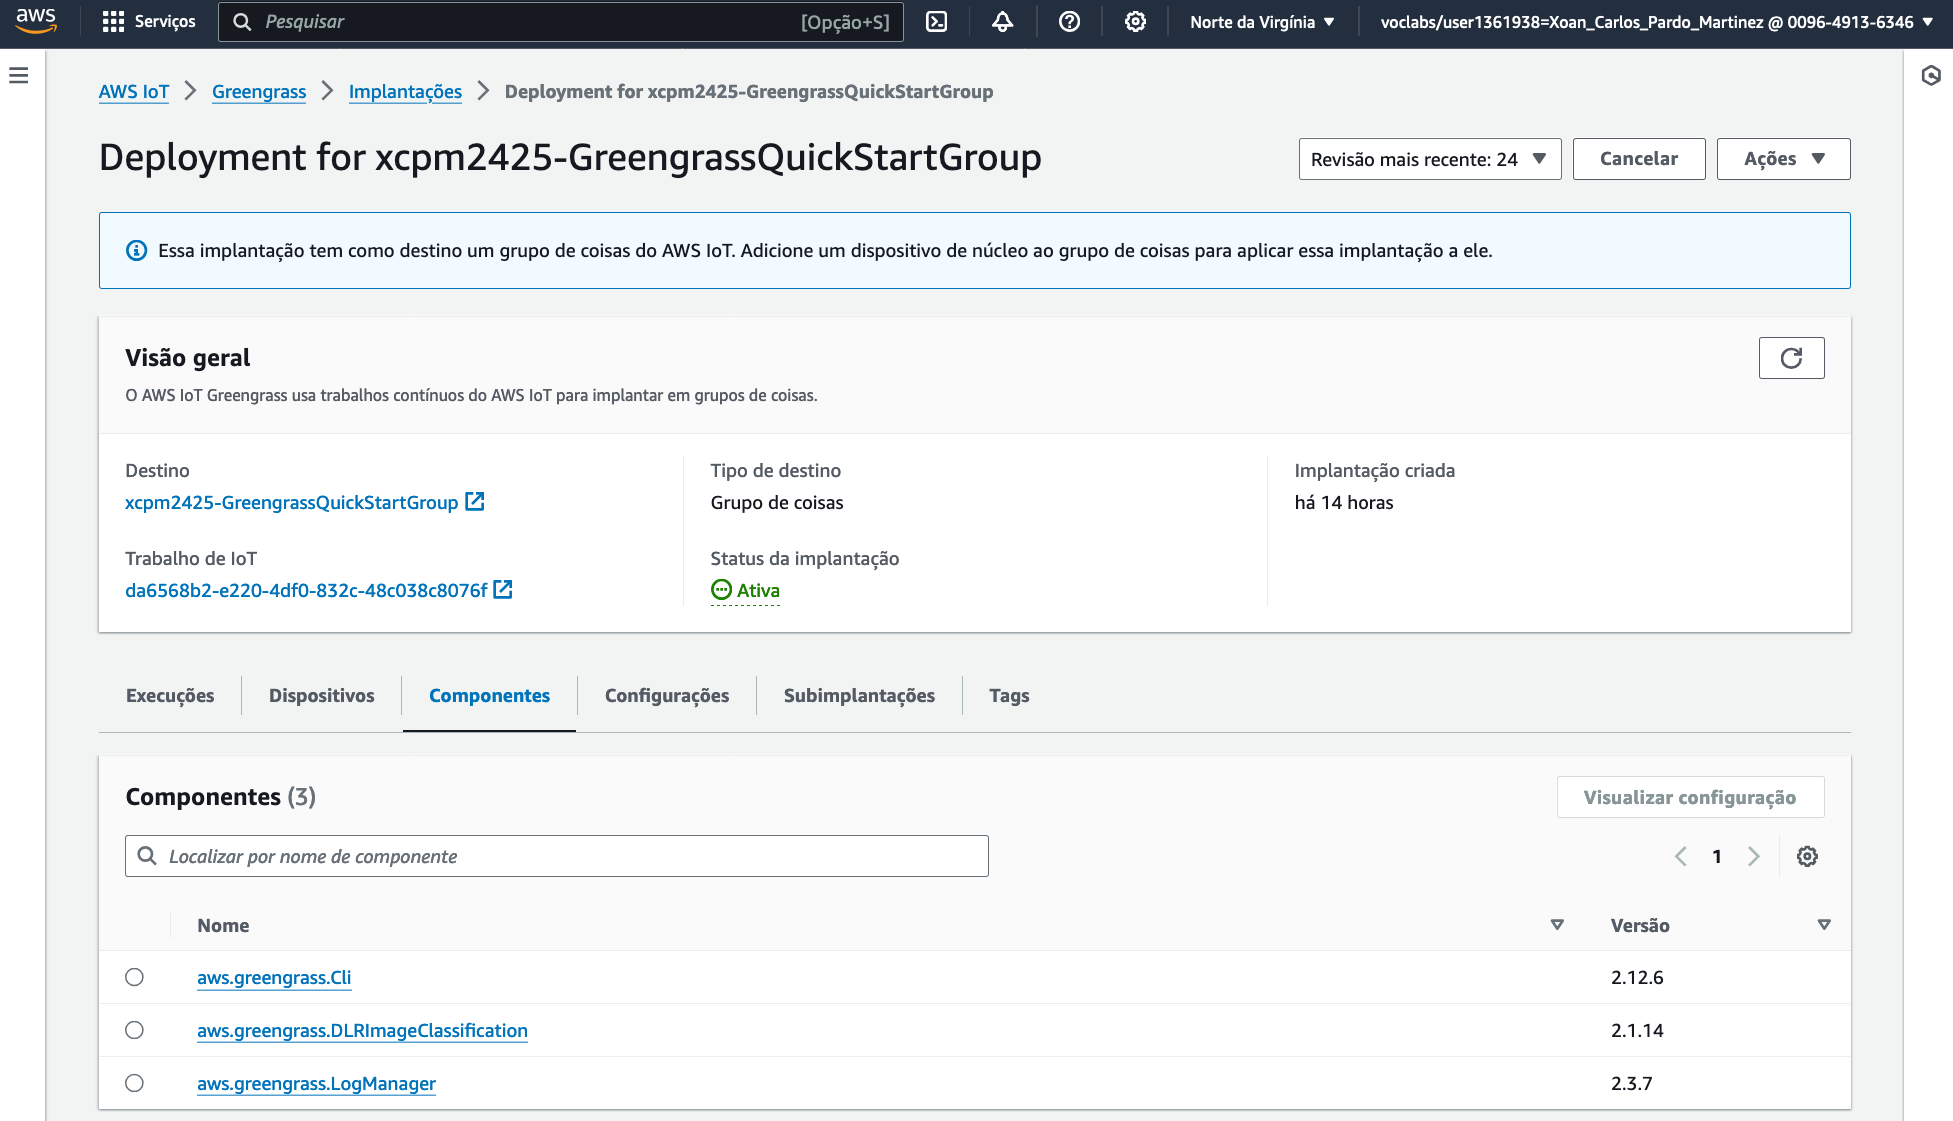 aws Serviços Pesquisar [Opção+S] Norte da Virgínia voclabs/user1361938=Xoan_Carlos_Pardo_Martinez @ 0096-4913-6346
AWS IoT Greengrass Implantações Deployment for xcpm2425-GreengrassQuickStartGroup
Deployment for xcpm2425-GreengrassQuickStartGroup Revisão mais recente: 24 Cancelar Ações
Essa implantação tem como destino um grupo de coisas do AWS IoT. Adicione um dispositivo de núcleo ao grupo de coisas para aplicar essa implantação a ele.
Visão geral
O AWS IoT Greengrass usa trabalhos contínuos do AWS IoT para implantar em grupos de coisas.
Destino Tipo de destino Implantação criada
xcpm2425-GreengrassQuickStartGroup Grupo de coisas há 14 horas
Trabalho de IoT Status da implantação
da6568b2-e220-4df0-832c-48c038c8076f Ativa
Execuções Dispositivos Componentes Configurações Subimplantações Tags
Componentes (3) Visualizar configuração
Localizar por nome de componente 1
Nome Versão
aws.greengrass.Cli 2.12.6
aws.greengrass.DLRImageClassification 2.1.14
aws.greengrass.LogManager 2.3.7